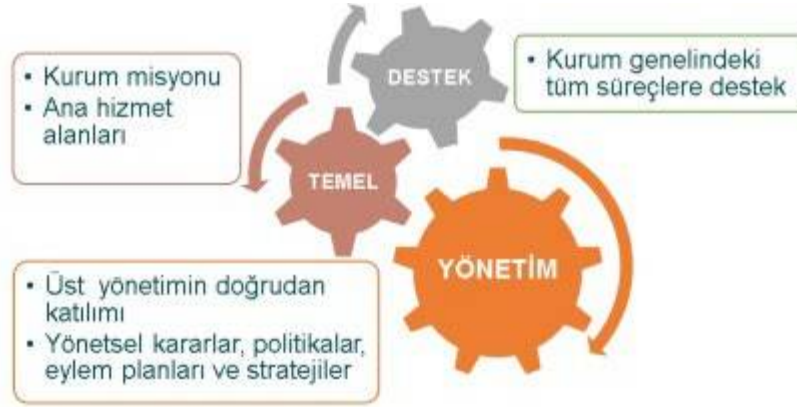 DESTEK
• Kurum genelindeki
tüm süreçlere destek
• Kurum misyonu
• Ana hizmet
alanları
TEMEL
YÖNETİM
• Üst yönetimin doğrudan
katılımı
• Yönetsel kararlar, politikalar,
eylem planları ve stratejiler